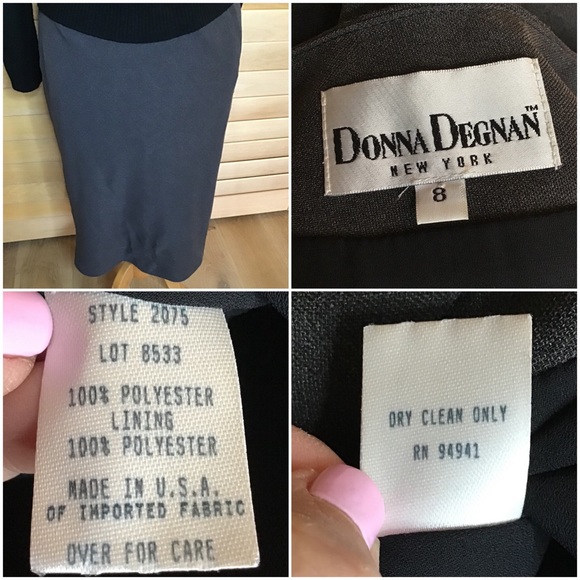 DONNA DEGNAN™
NEW YORK
8
STYLE 2075
LOT 8533
100% POLYESTER
LINING
100% POLYESTER
MADE IN U.S.A.
OF IMPORTED FABRIC
OVER FOR CARE
DRY CLEAN ONLY
RN 94941